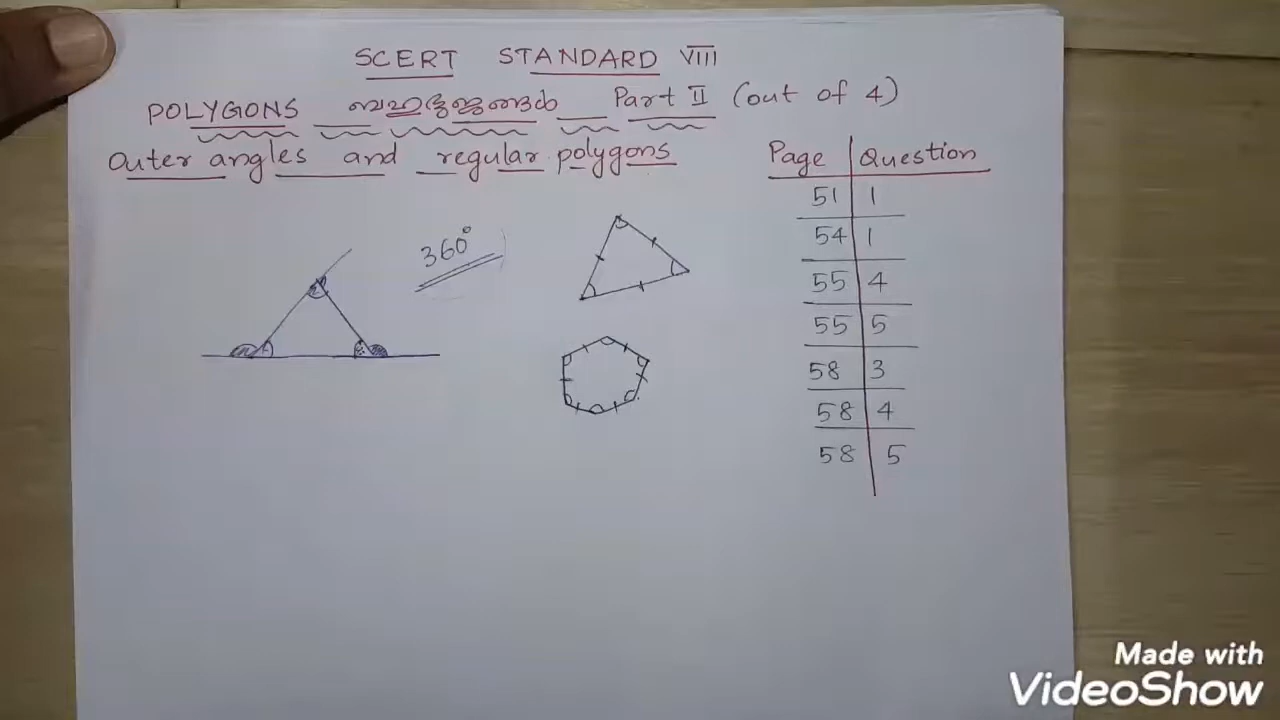 SCERT STANDARD VIII
POLYGONS ബഹുഭുജങ്ങൾ Part II (out of 4)
Outer angles and regular polygons
Page Question
51 1
54 1
55 4
55 5
58 3
58 4
58 5
360°
Made with
VideoShow